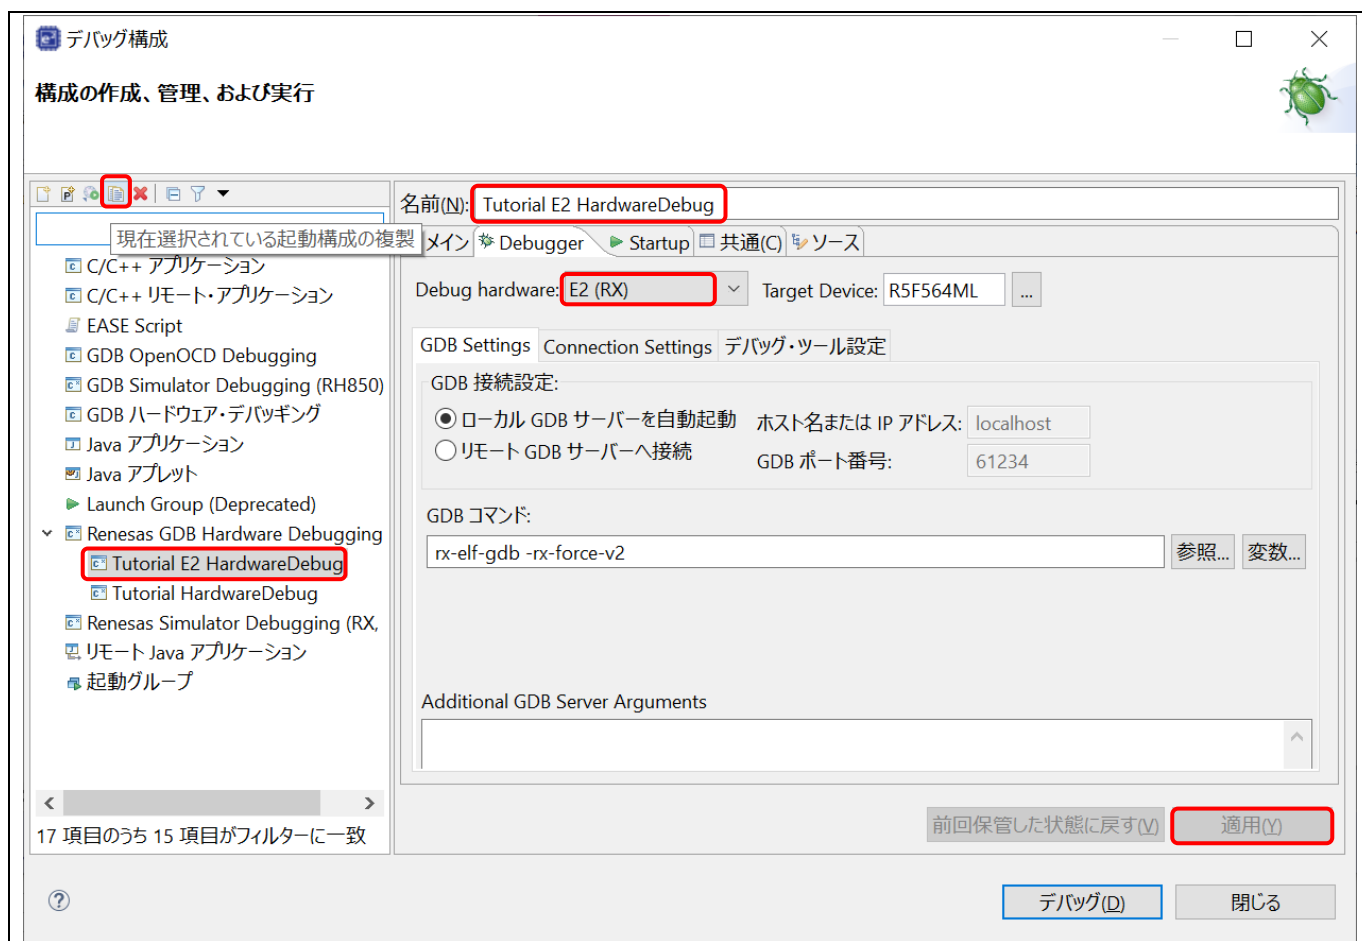 デバッグ構成
構成の作成、管理、および実行
現在選択されている起動構成の複製
C/C++ アプリケーション
C/C++ リモート・アプリケーション
EASE Script
GDB OpenOCD Debugging
GDB Simulator Debugging (RH850)
GDB ハードウェア・デバッギング
Java アプリケーション
Java アプレット
Launch Group (Deprecated)
Renesas GDB Hardware Debugging
Tutorial E2 HardwareDebug
Tutorial HardwareDebug
Renesas Simulator Debugging (RX,
リモート Java アプリケーション
起動グループ
17 項目のうち 15 項目がフィルターに一致
名前(N): Tutorial E2 HardwareDebug
メイン Debugger Startup 共通(C) ソース
Debug hardware: E2 (RX) Target Device: R5F564ML ...
GDB Settings Connection Settings デバッグ・ツール設定
GDB 接続設定:
ローカル GDB サーバーを自動起動 ホスト名または IP アドレス: localhost
リモート GDB サーバーへ接続 GDB ポート番号: 61234
GDB コマンド:
rx-elf-gdb -rx-force-v2 参照... 変数...
Additional GDB Server Arguments
前回保管した状態に戻す(V) 適用(Y)
デバッグ(D) 閉じる